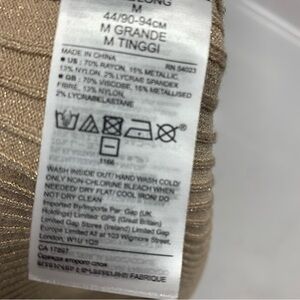 LONG
M
44/90-94cm
M GRANDE
M TINGGI
MADE IN CHINA RN 54023
US: 70% RAYON, 15% METALLIC,
13% NYLON, 2% LYCRA® SPANDEX
GB: 70% VISCOSE, 15% METALLISED
FIBRE, 13% NYLON,
2% LYCRA® ELASTANE
1166
WASH INSIDE OUT/ HAND WASH COLD/
ONLY NON-CHLORINE BLEACH WHEN
NEEDED/ DRY FLAT/ COOL IRON/ DO
NOT DRY CLEAN
Imported By/Importe Par: Gap (UK
Holdings) Limited; GPS (Great Britain)
Limited Gap Stores (Ireland) Limited Gap
Europe Limited All at 103 Wigmore Street,
London, W1U 1QS
CA 17897
FABRIQUE